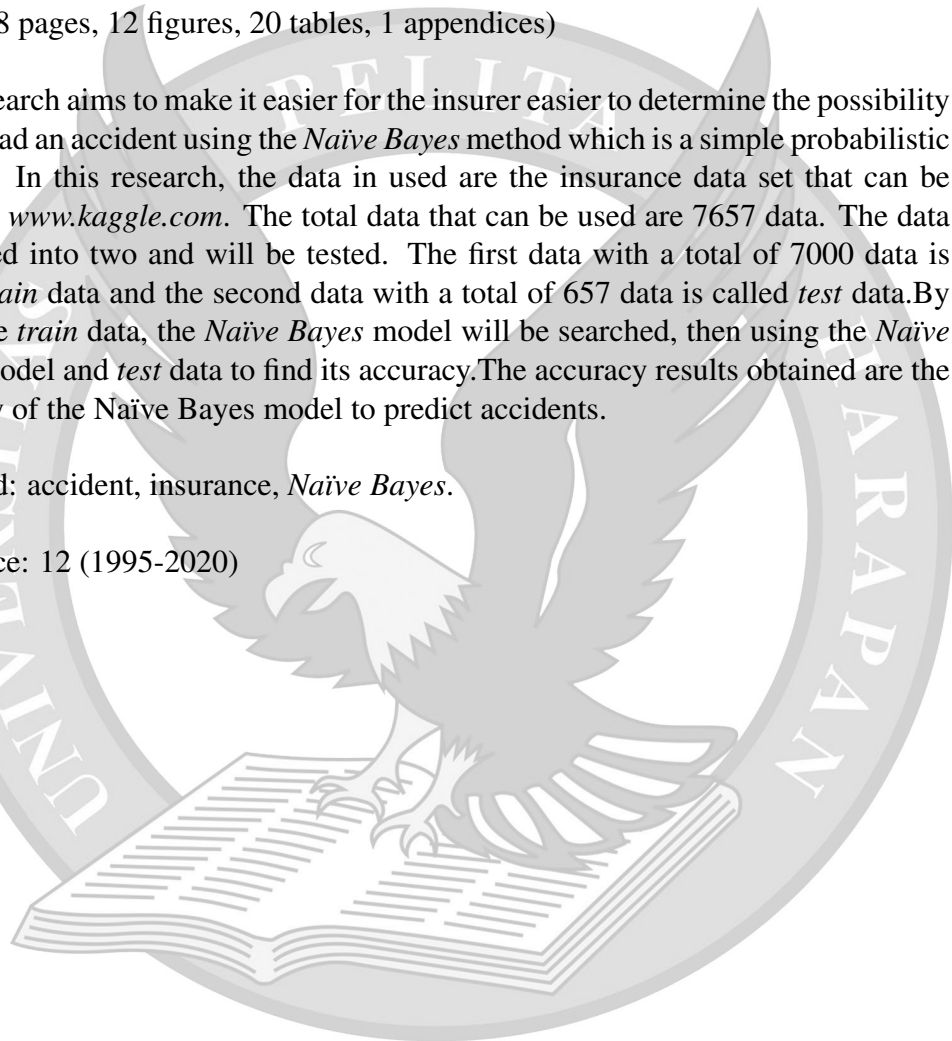 8 pages, 12 figures, 20 tables, 1 appendices)
earch aims to make it easier for the insurer easier to determine the possibility
ad an accident using the Naïve Bayes method which is a simple probabilistic
In this research, the data in used are the insurance data set that can be
www.kaggle.com. The total data that can be used are 7657 data. The data
ed into two and will be tested. The first data with a total of 7000 data is
ain data and the second data with a total of 657 data is called test data.By
e train data, the Naïve Bayes model will be searched, then using the Naïve
odel and test data to find its accuracy.The accuracy results obtained are the
y of the Naïve Bayes model to predict accidents.
d: accident, insurance, Naïve Bayes.
ce: 12 (1995-2020)
UNIVERSITAS PELITA HARAPAN